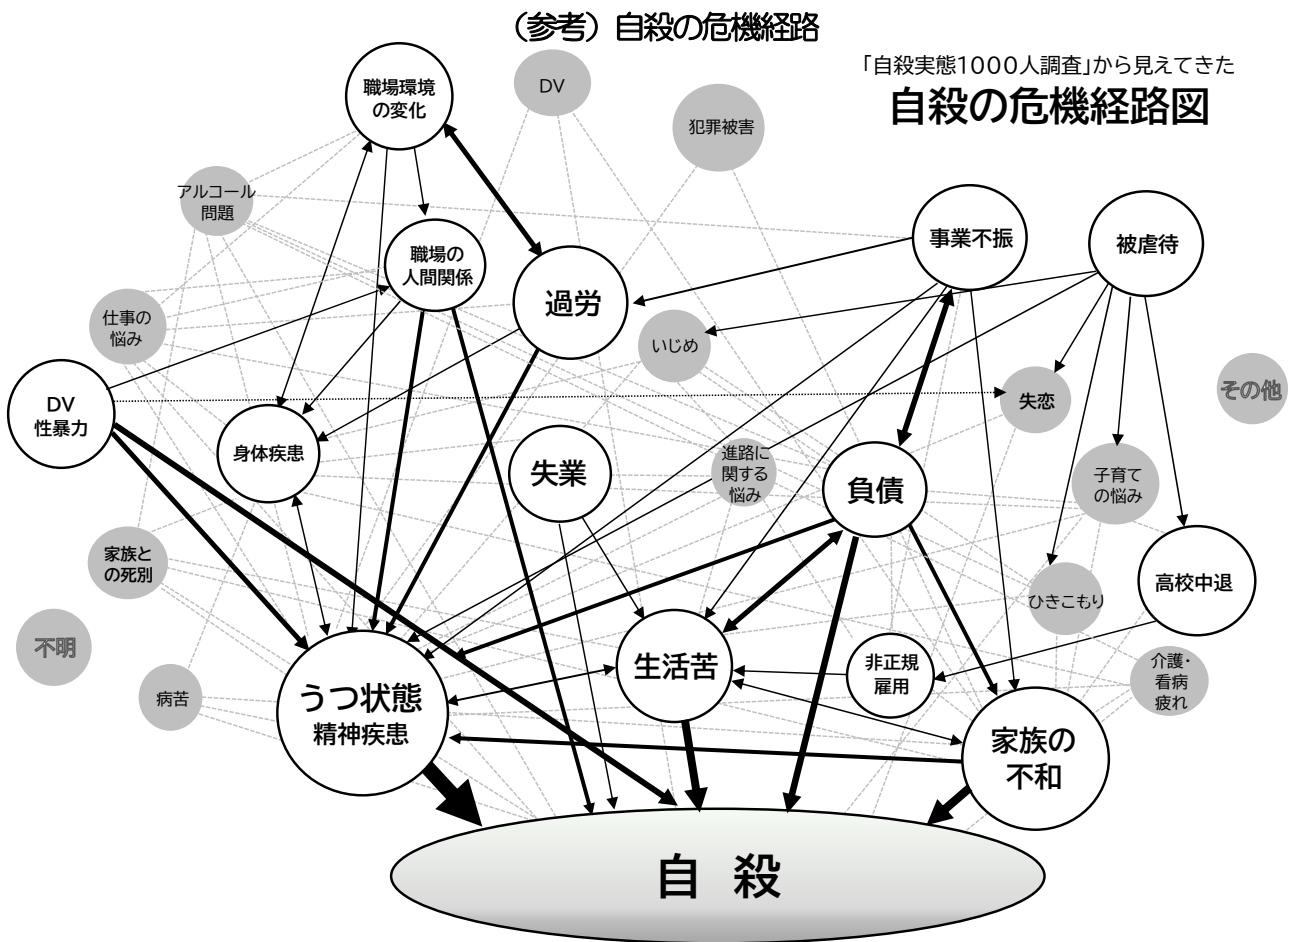 （参考）自殺の危機経路
「自殺実態1000人調査」から見えてきた
自殺の危機経路図
職場環境
の変化
DV
犯罪被害
アルコール
問題
職場の
人間関係
過労
事業不振
被虐待
仕事の
悩み
いじめ
DV
性暴力
失恋
その他
身体疾患
失業
進路に
関する
悩み
負債
子育て
の悩み
家族と
の死別
ひきこもり
高校中退
不明
病苦
うつ状態
精神疾患
生活苦
非正規
雇用
介護・
看病
疲れ
家族の
不和
自 殺